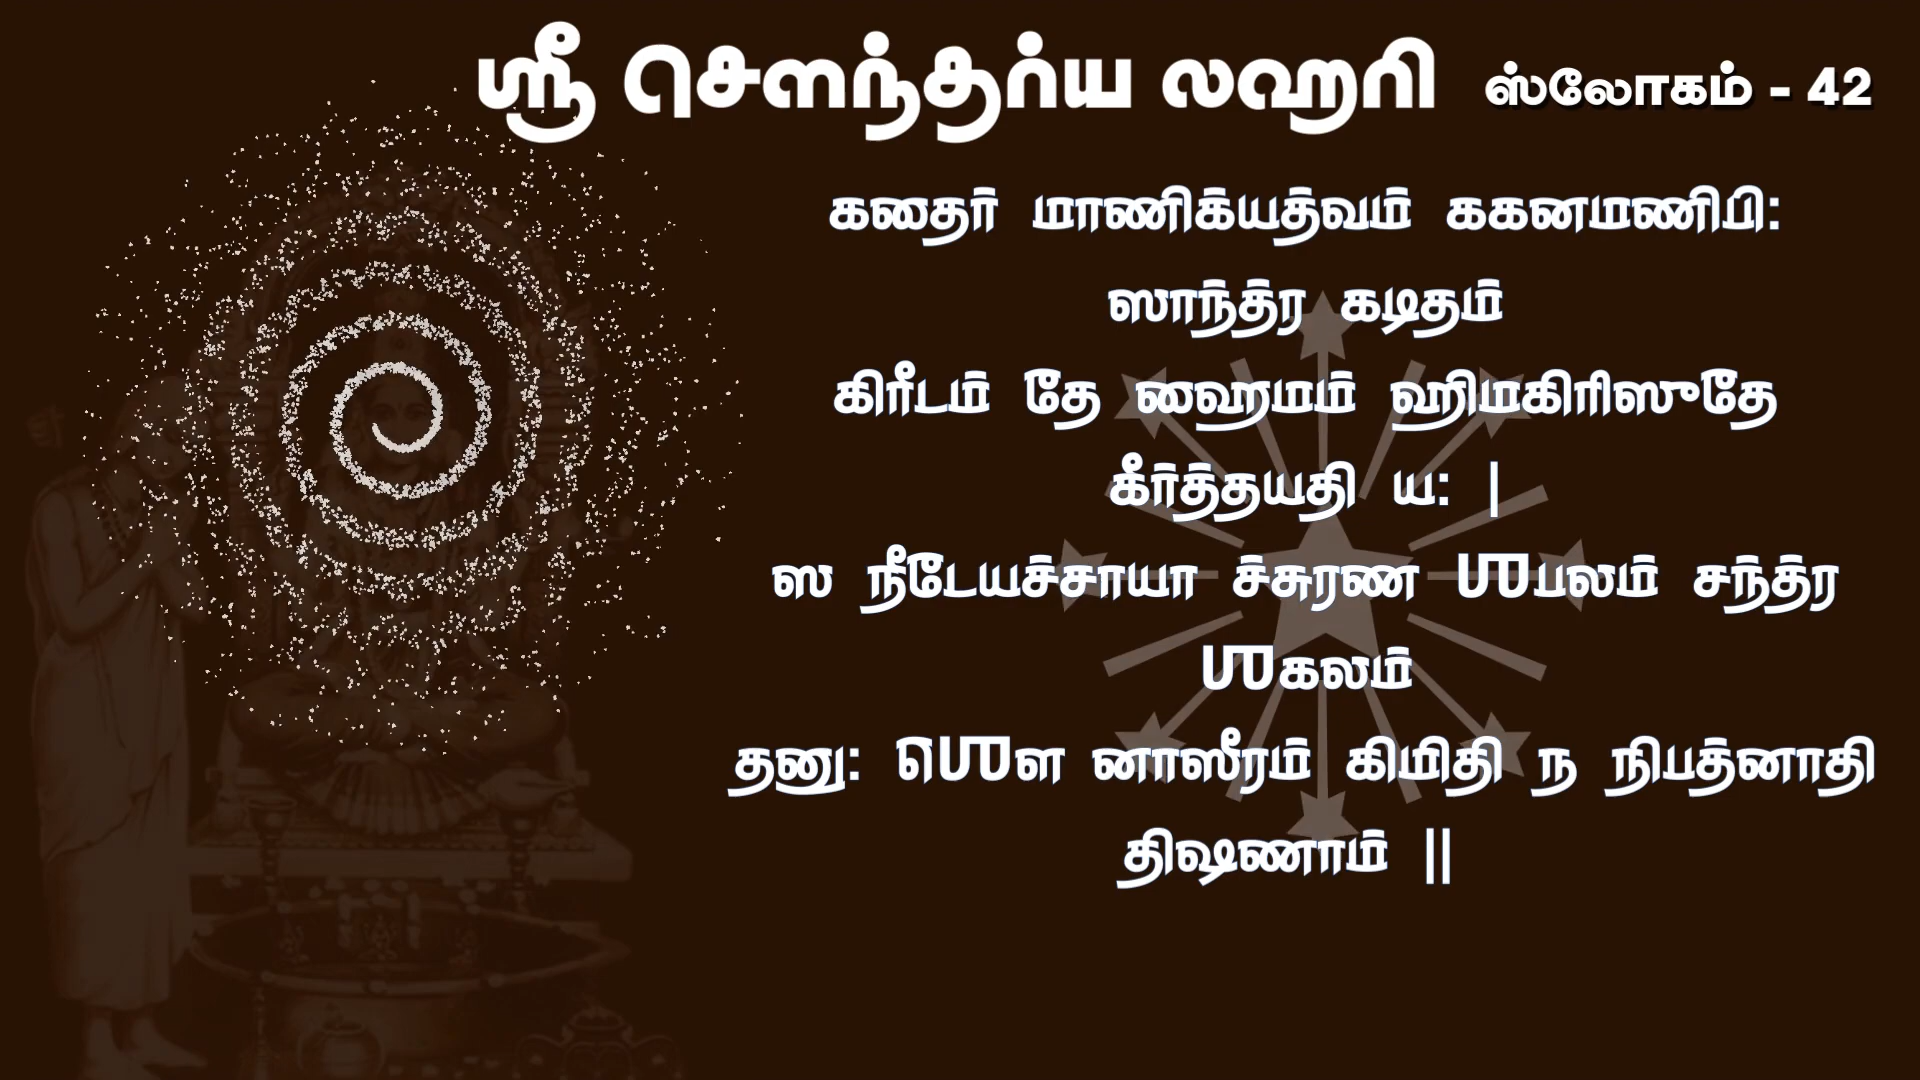 ஸ்ரீ சௌந்தர்ய லஹரி ஸ்லோகம் - 42
கதைர் மாணிக்யத்வம் ககனமணிபி:
ஸாந்த்ர கடிதம்
கிரீடம் தே ஹைமம் ஹிமகிரிஸுதே
கீர்த்தயதி ய: |
ஸ நீடேயச்சாயா ச்சுரண ஶபலம் சந்த்ர
ஶகலம்
தனு: ஶௌ னாஸீரம் கிமிதி ந நிபத்னாதி
திஷணாம் ||